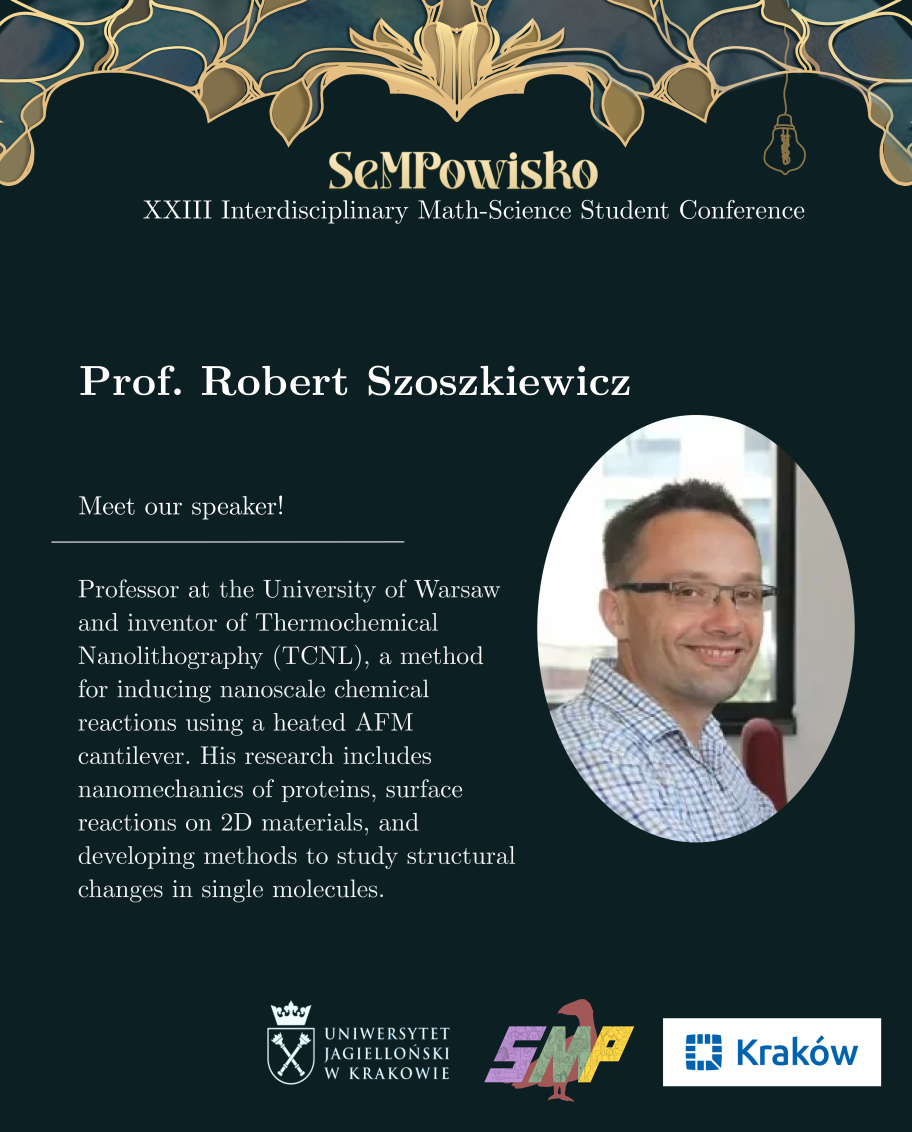 SeMPowisko
XXIII Interdisciplinary Math-Science Student Conference
Prof. Robert Szoszkiewicz
Meet our speaker!
Professor at the University of Warsaw
and inventor of Thermochemical
Nanolithography (TCNL), a method
for inducing nanoscale chemical
reactions using a heated AFM
cantilever. His research includes
nanomechanics of proteins, surface
reactions on 2D materials, and
developing methods to study structural
changes in single molecules.
UNIWERSYTET
JAGIELLOŃSKI
W KRAKOWIE
SMP
Kraków